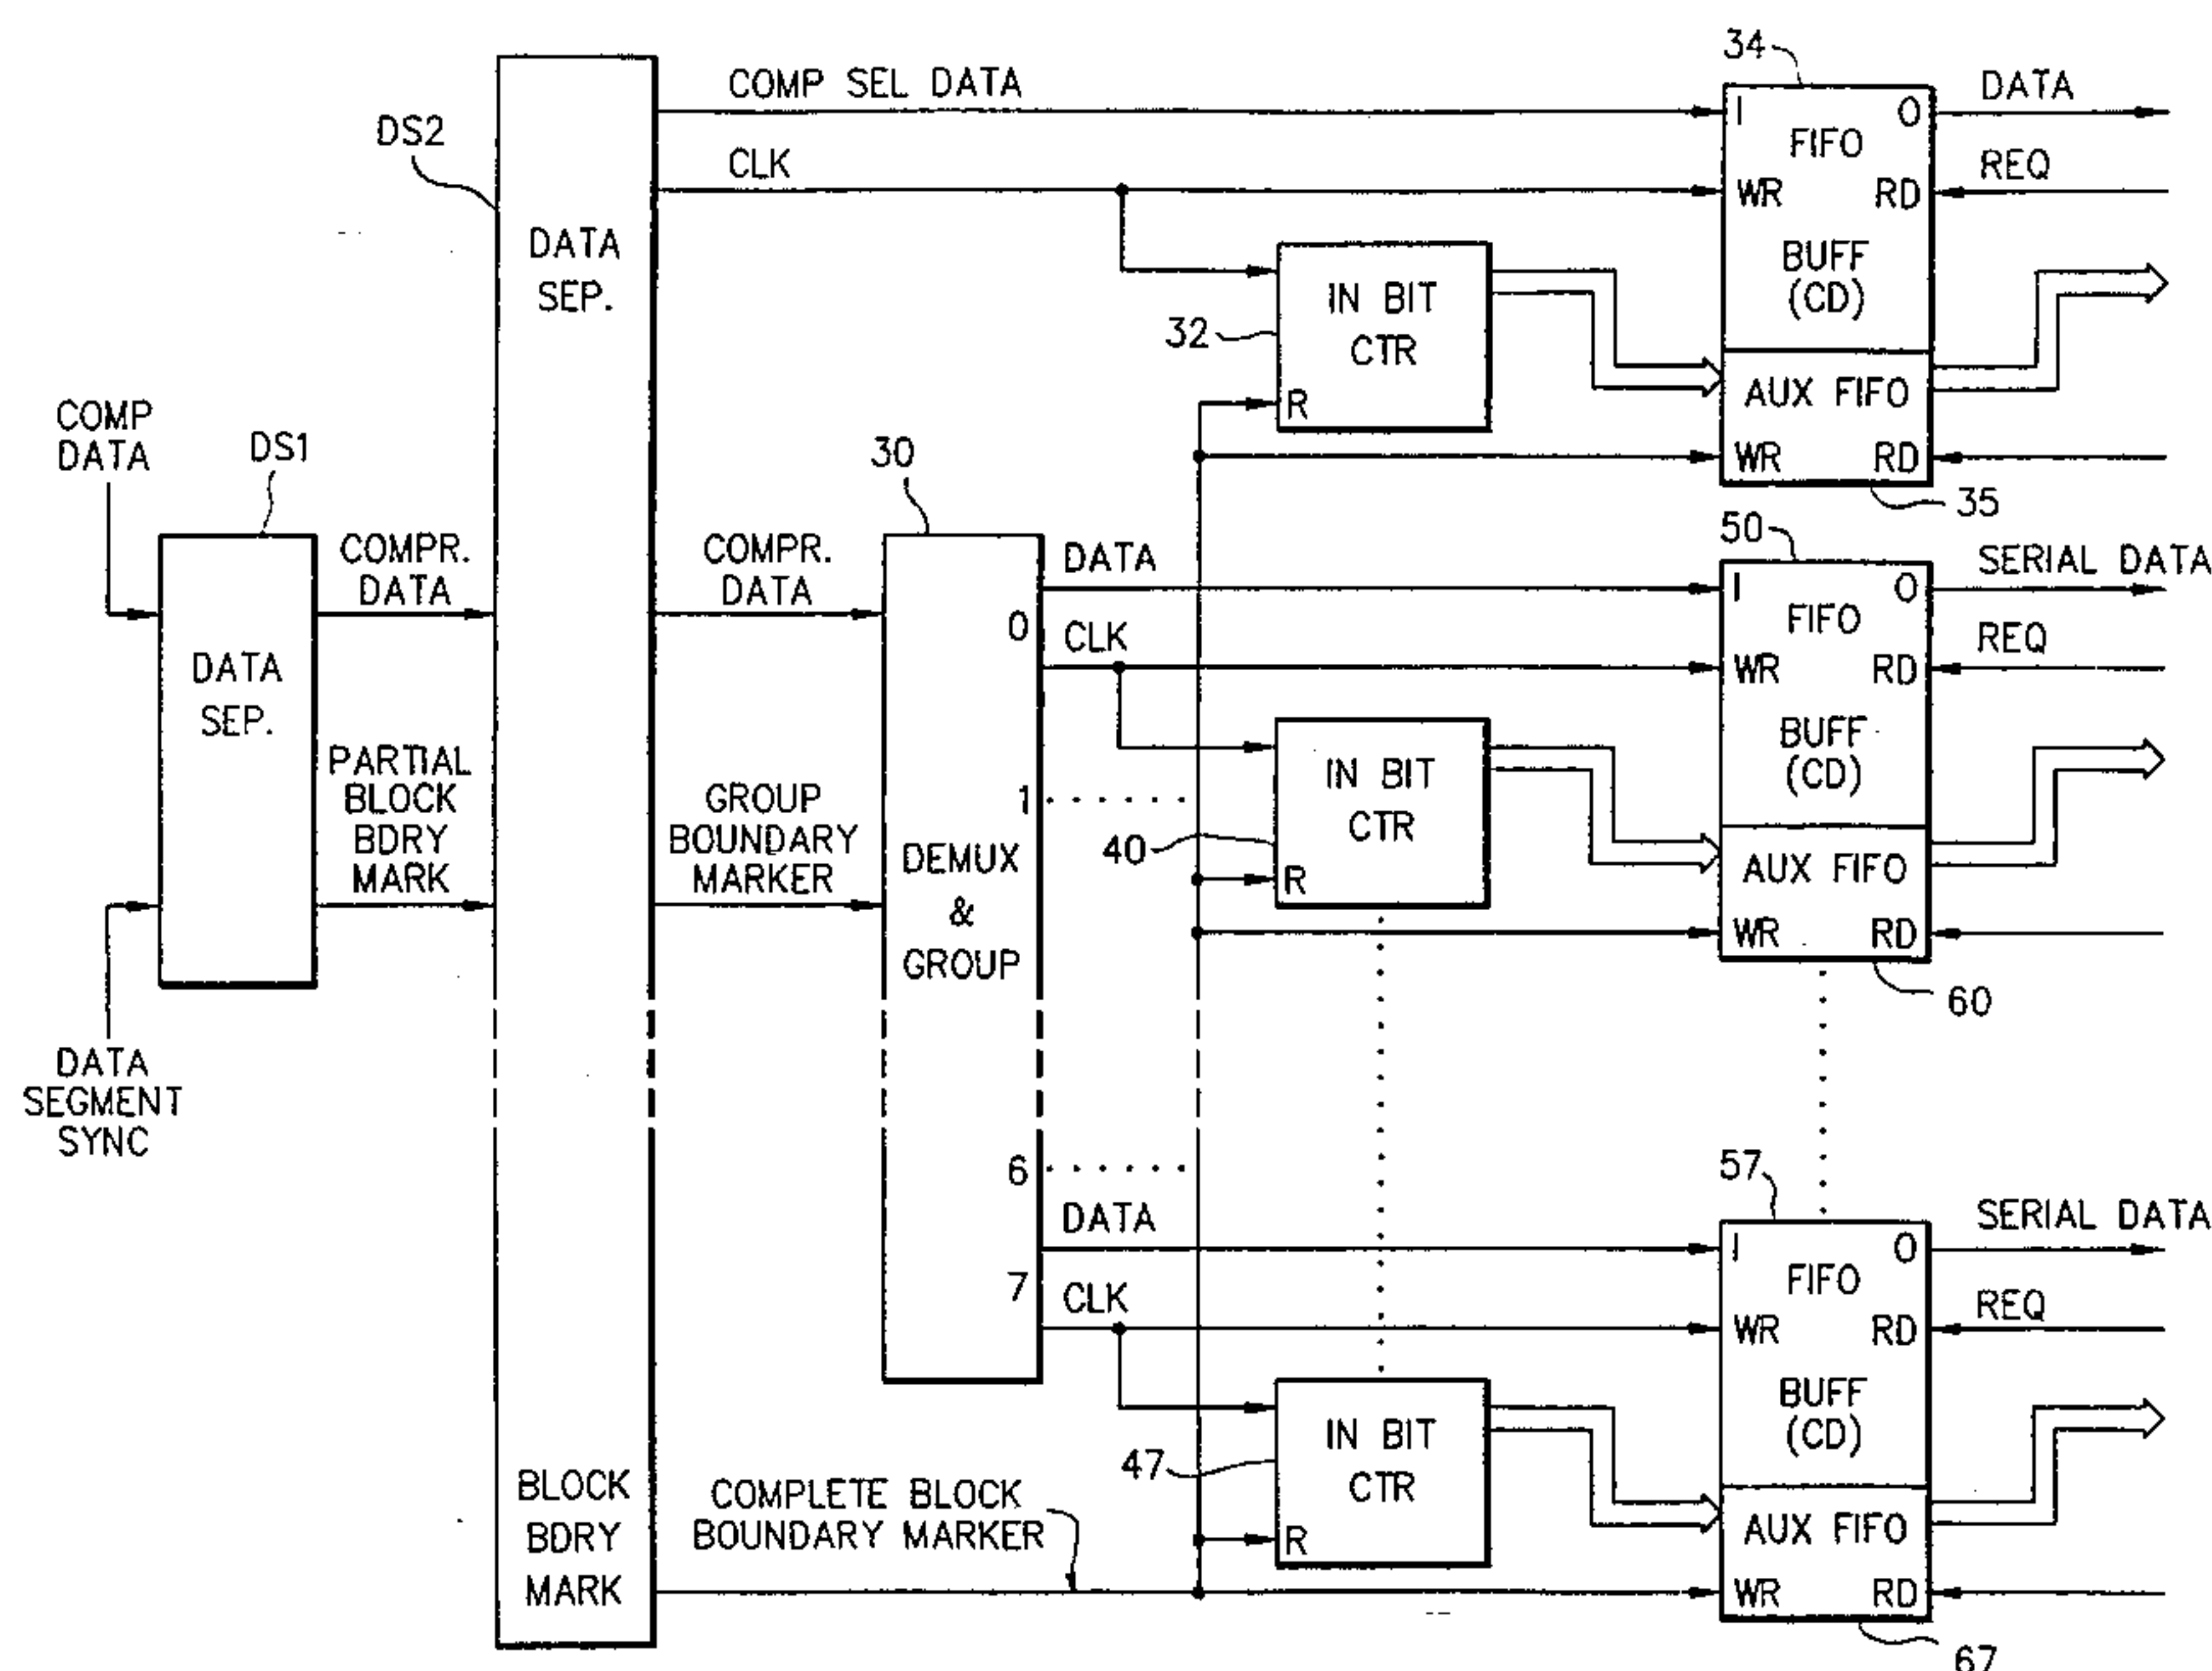 34
COMP SEL DATA
I
O
DATA
DS2
FIFO
CLK
WR
RD
REQ
DATA
SEP.
BUFF
(CD)
IN BIT
CTR
32
R
AUX FIFO
WR
RD
35
COMP
DATA
DS1
30
50
COMPR.
DATA
COMPR.
DATA
DATA
0
I
O
SERIAL DATA
FIFO
CLK
WR
RD
REQ
DATA
SEP.
BUFF
(CD)
IN BIT
CTR
40
R
PARTIAL
BLOCK
BDRY
MARK
GROUP
BOUNDARY
MARKER
1
DEMUX
&
GROUP
AUX FIFO
WR
RD
60
DATA
SEGMENT
SYNC
6
57
DATA
I
O
SERIAL DATA
FIFO
7
CLK
WR
RD
REQ
BUFF
(CD)
IN BIT
CTR
47
R
BLOCK
BDRY
MARK
COMPLETE BLOCK
BOUNDARY MARKER
AUX FIFO
WR
RD
67